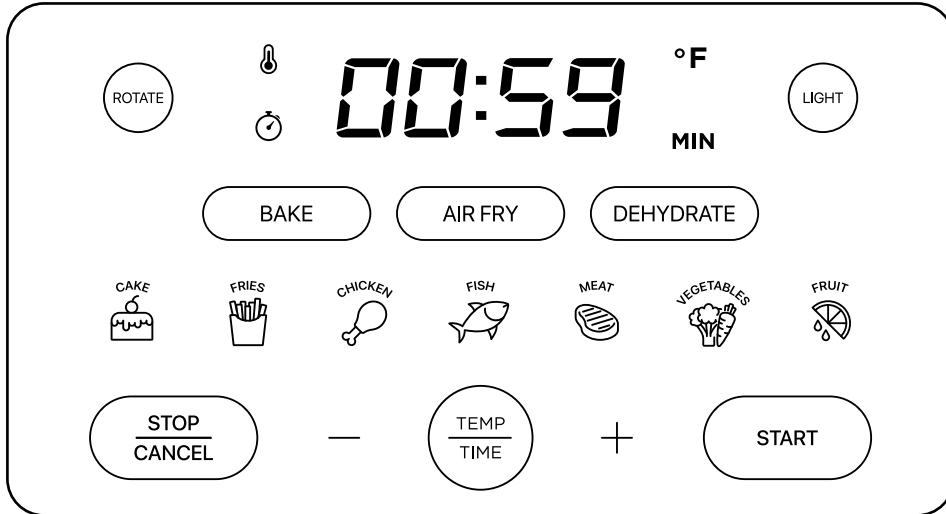 ROTATE
00:59
°F
LIGHT
MIN
BAKE
AIR FRY
DEHYDRATE
CAKE
FRIES
CHICKEN
FISH
MEAT
VEGETABLES
FRUIT
STOP
CANCEL
−
TEMP
TIME
+
START